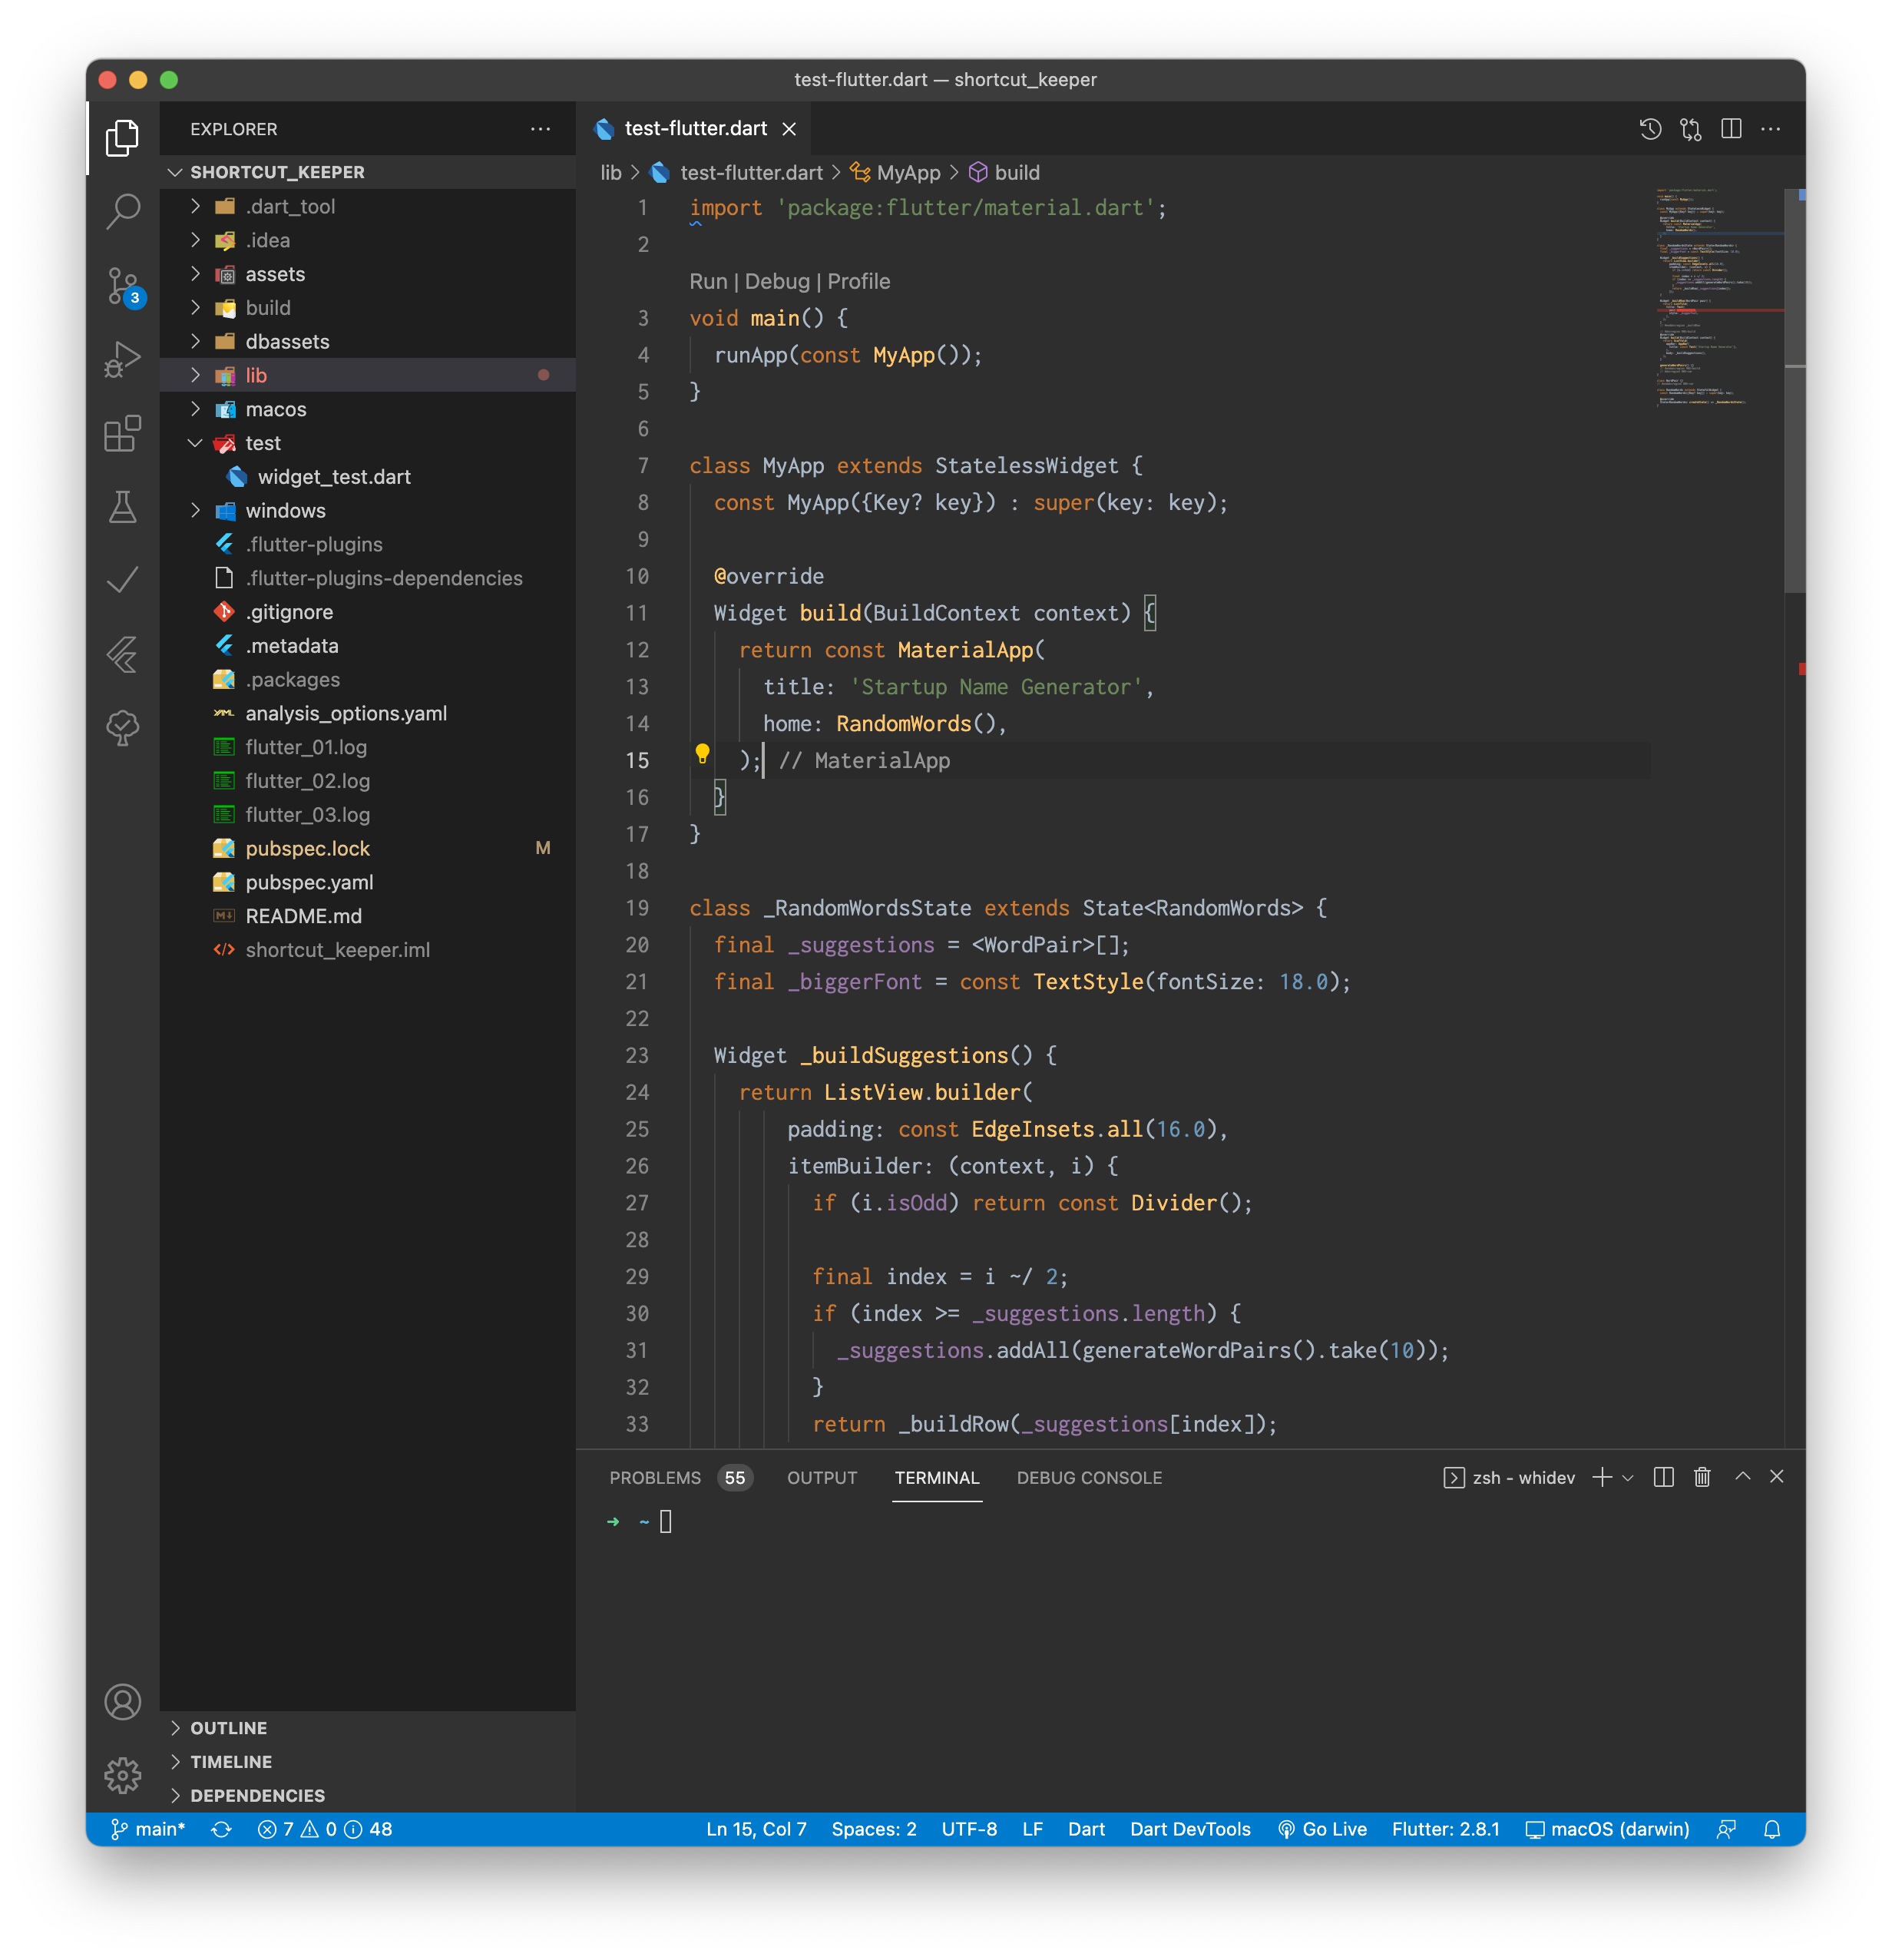 test-flutter.dart — shortcut_keeper
EXPLORER
SHORTCUT_KEEPER
.dart_tool
.idea
assets
build
dbassets
lib
macos
test
widget_test.dart
windows
.flutter-plugins
.flutter-plugins-dependencies
.gitignore
.metadata
.packages
analysis_options.yaml
flutter_01.log
flutter_02.log
flutter_03.log
pubspec.lock M
pubspec.yaml
README.md
shortcut_keeper.iml
OUTLINE
TIMELINE
DEPENDENCIES
3
test-flutter.dart
lib > test-flutter.dart > MyApp > build
1 import 'package:flutter/material.dart';
2
Run | Debug | Profile
3 void main() {
4 runApp(const MyApp());
5 }
6
7 class MyApp extends StatelessWidget {
8 const MyApp({Key? key}) : super(key: key);
9
10 @override
11 Widget build(BuildContext context) {
12 return const MaterialApp(
13 title: 'Startup Name Generator',
14 home: RandomWords(),
15 ); // MaterialApp
16 }
17 }
18
19 class _RandomWordsState extends State<RandomWords> {
20 final _suggestions = <WordPair>[];
21 final _biggerFont = const TextStyle(fontSize: 18.0);
22
23 Widget _buildSuggestions() {
24 return ListView.builder(
25 padding: const EdgeInsets.all(16.0),
26 itemBuilder: (context, i) {
27 if (i.isOdd) return const Divider();
28
29 final index = i ~/ 2;
30 if (index >= _suggestions.length) {
31 _suggestions.addAll(generateWordPairs().take(10));
32 }
33 return _buildRow(_suggestions[index]);
PROBLEMS 55 OUTPUT TERMINAL DEBUG CONSOLE zsh - whidev
➜ ~
main* 7 0 48 Ln 15, Col 7 Spaces: 2 UTF-8 LF Dart Dart DevTools Go Live Flutter: 2.8.1 macOS (darwin)